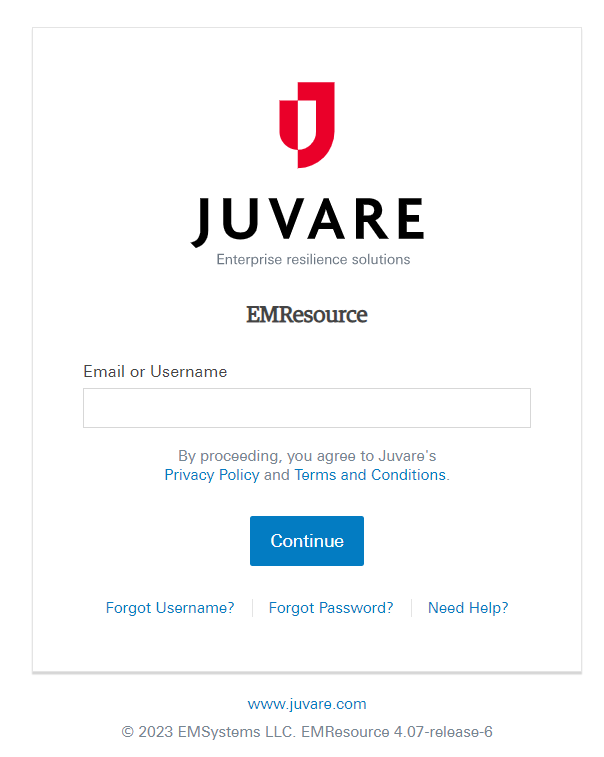 JUVARE
Enterprise resilience solutions
EMResource
Email or Username
By proceeding, you agree to Juvare's
Privacy Policy and Terms and Conditions.
Continue
Forgot Username? Forgot Password? Need Help?
www.juvare.com
© 2023 EMSystems LLC. EMResource 4.07-release-6